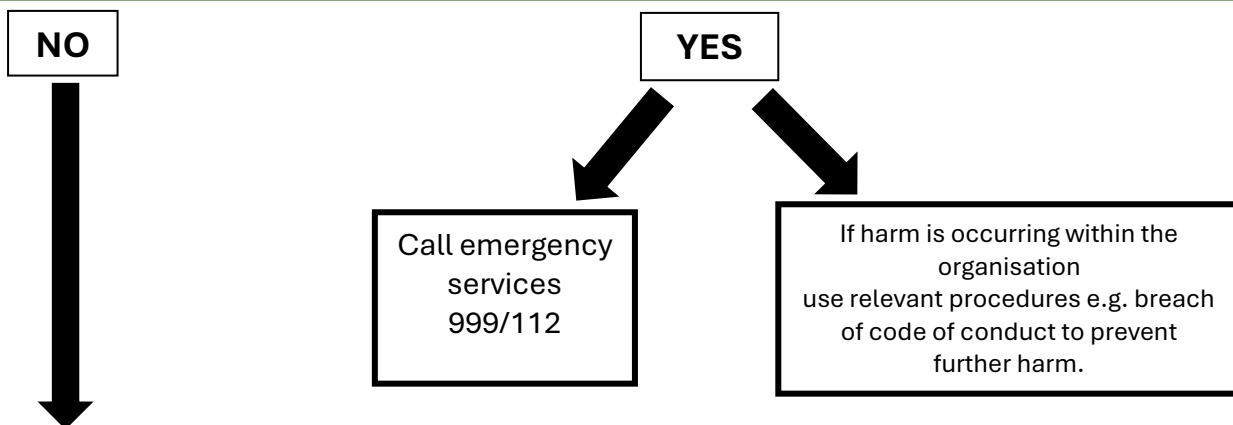 NO
YES
Call emergency
services
999/112
If harm is occurring within the
organisation
use relevant procedures e.g. breach
of code of conduct to prevent
further harm.